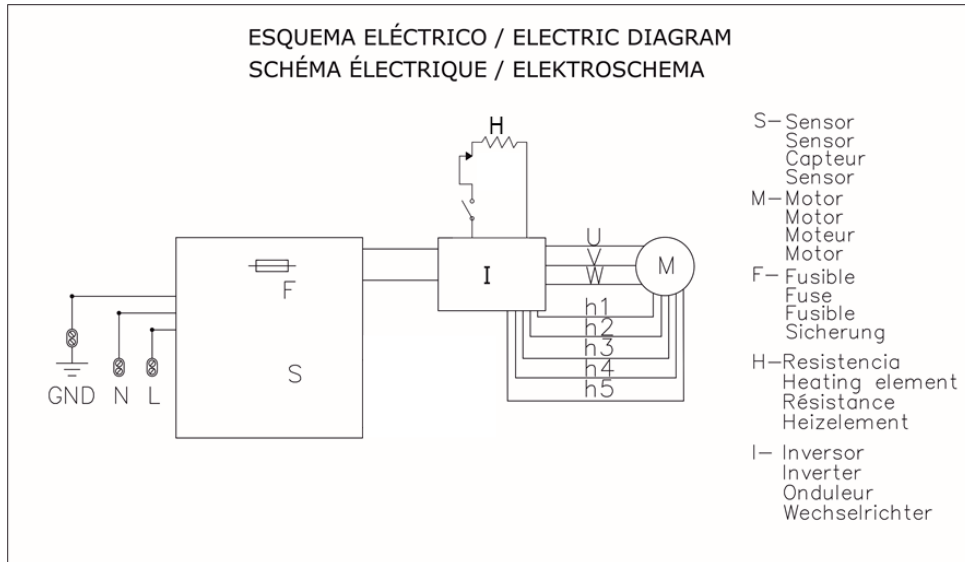 ESQUEMA ELÉCTRICO / ELECTRIC DIAGRAM
SCHÉMA ÉLECTRIQUE / ELEKTROSCHEMA
H
U
V
W
I
M
F
h1
h2
h3
h4
h5
S
GND N L
S—Sensor
Sensor
Capteur
Sensor
M—Motor
Motor
Moteur
Motor
F— Fusible
Fuse
Fusible
Sicherung
H—Resistencia
Heating element
Résistance
Heizelement
I— Inversor
Inverter
Onduleur
Wechselrichter